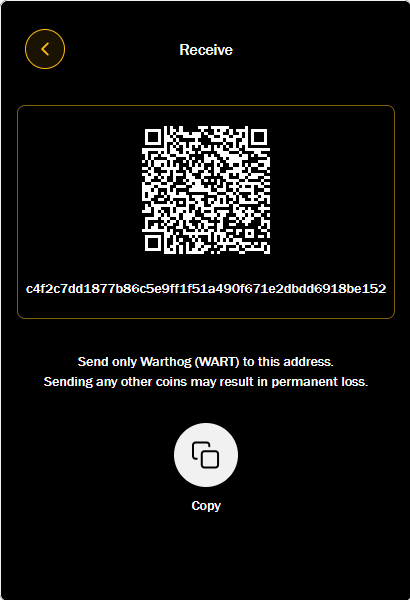 Receive
c4f2c7dd1877b86c5e9ff1f51a490f671e2dbdd6918be152
Send only Warthog (WART) to this address.
Sending any other coins may result in permanent loss.
Copy